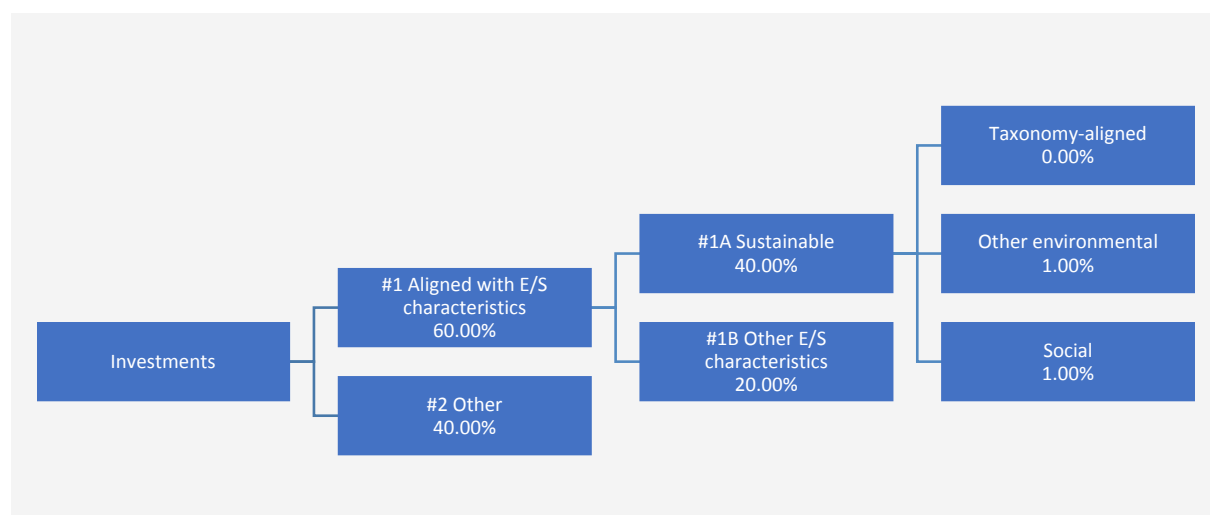 Investments
#1 Aligned with E/S
characteristics
60.00%
#2 Other
40.00%
#1A Sustainable
40.00%
#1B Other E/S
characteristics
20.00%
Taxonomy-aligned
0.00%
Other environmental
1.00%
Social
1.00%